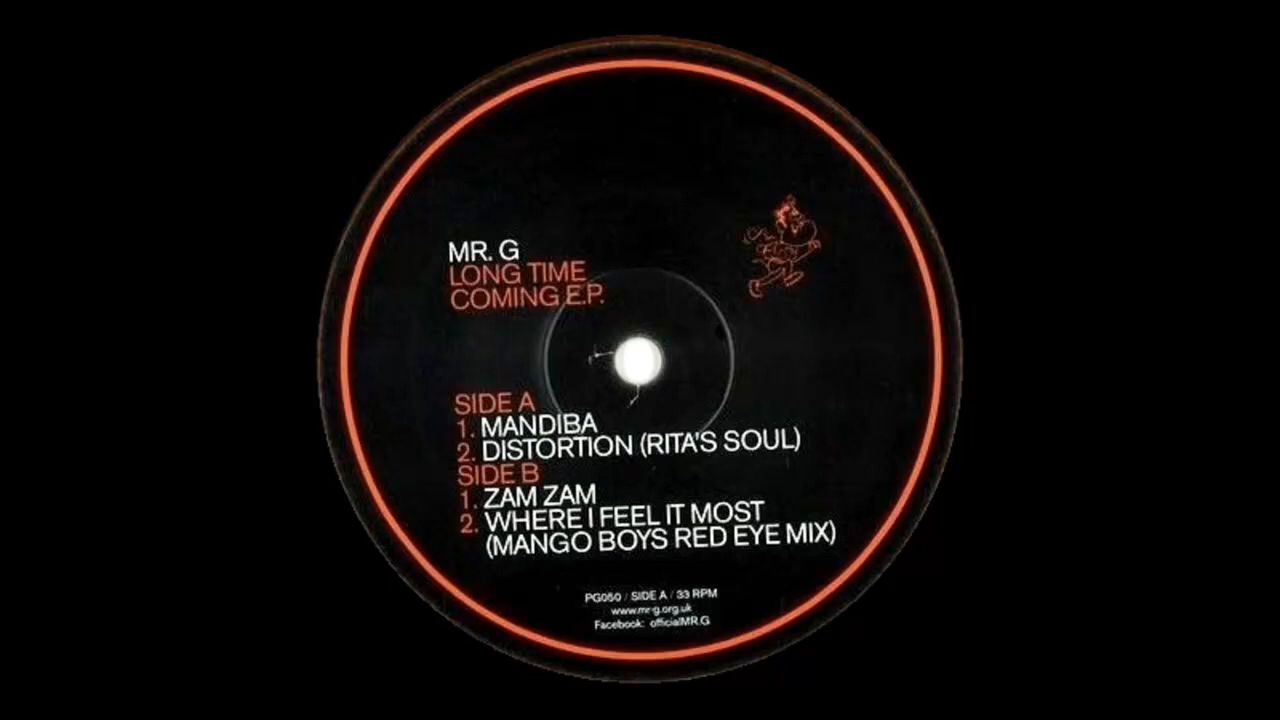 MR. G
LONG TIME
COMING E.P.
SIDE A
1. MANDIBA
2. DISTORTION (RITA'S SOUL)
SIDE B
1. ZAM ZAM
2. WHERE I FEEL IT MOST
(MANGO BOYS RED EYE MIX)
PG050 / SIDE A / 33 RPM
www.mr-g.org.uk
Facebook: officialMR.G